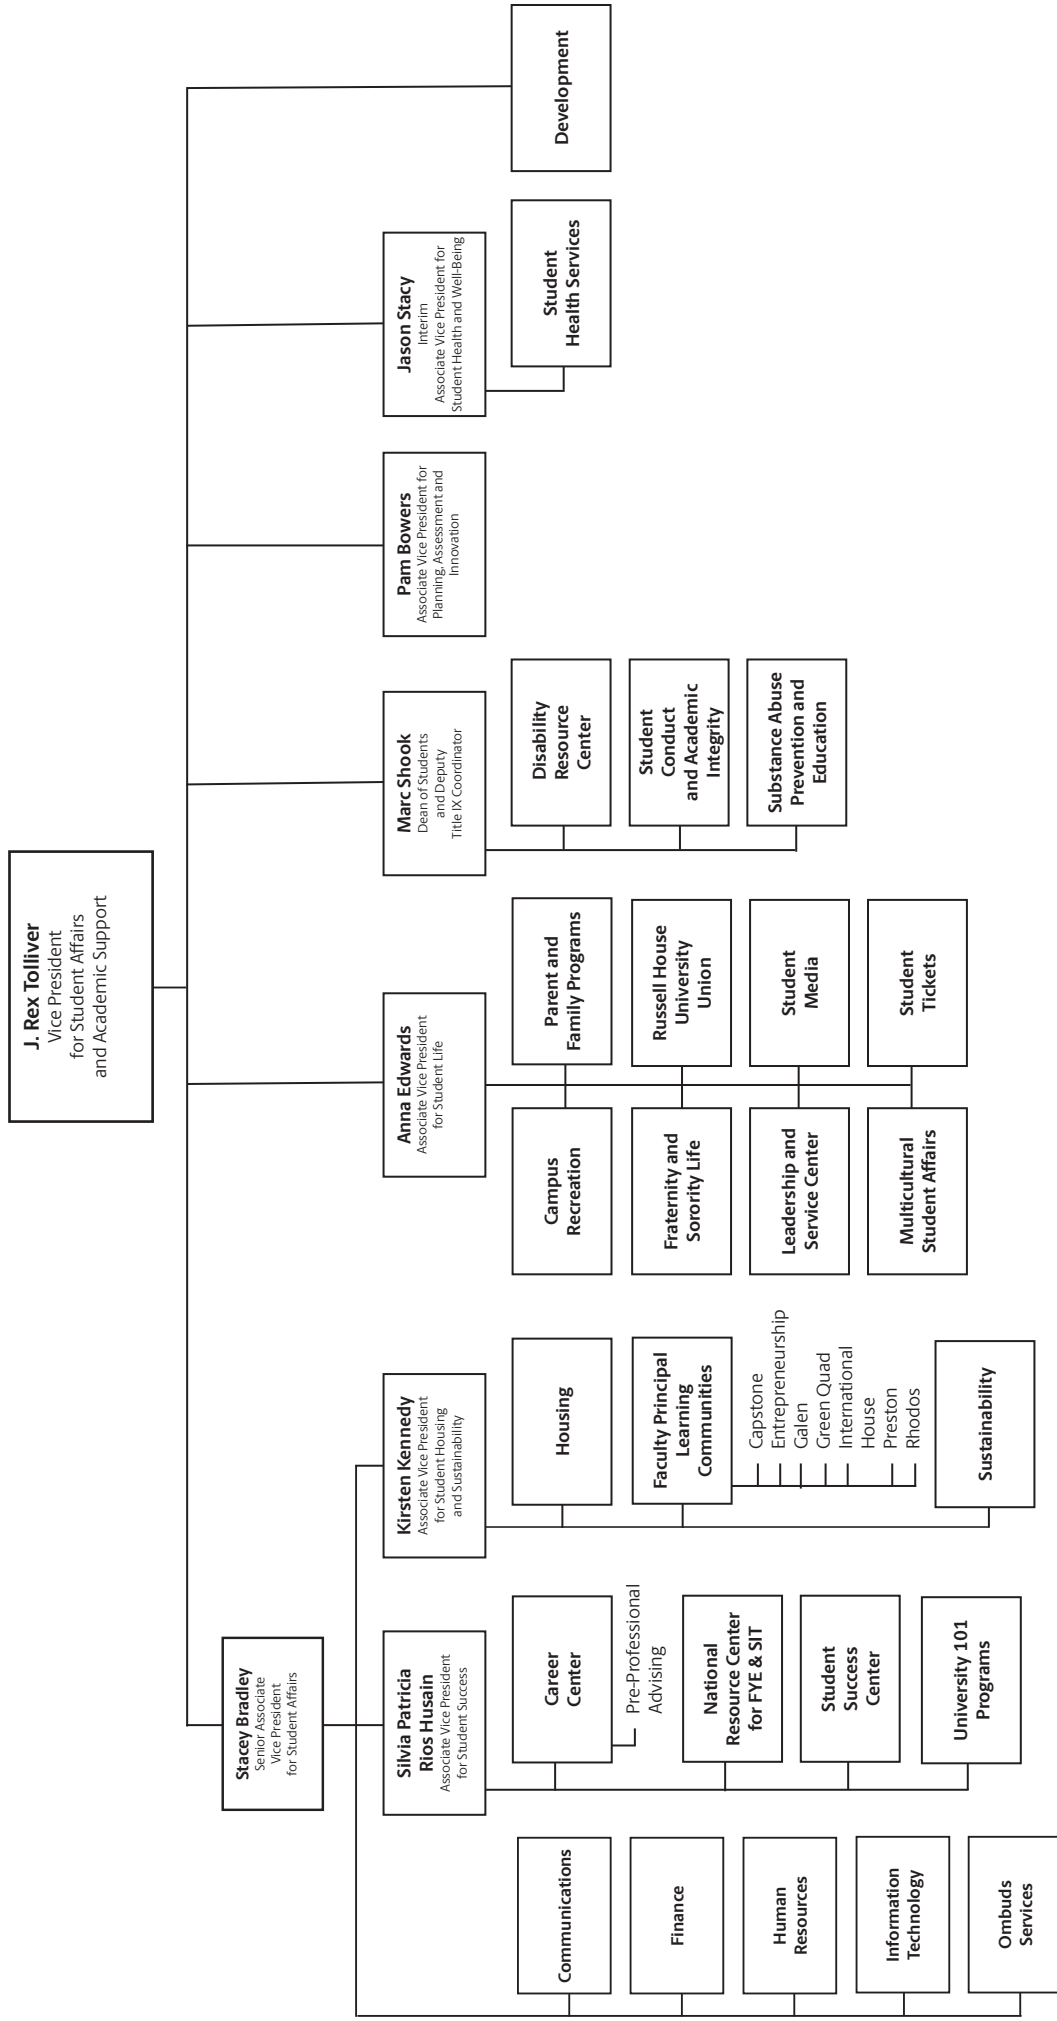 J. Rex Tolliver
Vice President
for Student Affairs
and Academic Support
Stacey Bradley
Senior Associate
Vice President
for Student Affairs
Communications
Finance
Human
Resources
Information
Technology
Ombuds
Services
Silvia Patricia
Rios Husain
Associate Vice President
for Student Success
Career
Center
Pre-Professional
Advising
National
Resource Center
for FYE & SIT
Student
Success
Center
University 101
Programs
Kirsten Kennedy
Associate Vice President
for Student Housing
and Sustainability
Housing
Faculty Principal
Learning
Communities
Capstone
Entrepreneurship
Galen
Green Quad
International
House
Preston
Rhodos
Sustainability
Anna Edwards
Associate Vice President
for Student Life
Campus
Recreation
Parent and
Family Programs
Fraternity and
Sorority Life
Russell House
University
Union
Leadership and
Service Center
Student
Media
Multicultural
Student Affairs
Student
Tickets
Marc Shook
Dean of Students
and Deputy
Title IX Coordinator
Disability
Resource
Center
Student
Conduct
and Academic
Integrity
Substance Abuse
Prevention and
Education
Pam Bowers
Associate Vice President for
Planning, Assessment and
Innovation
Jason Stacy
Interim
Associate Vice President for
Student Health and Well-Being
Student
Health Services
Development